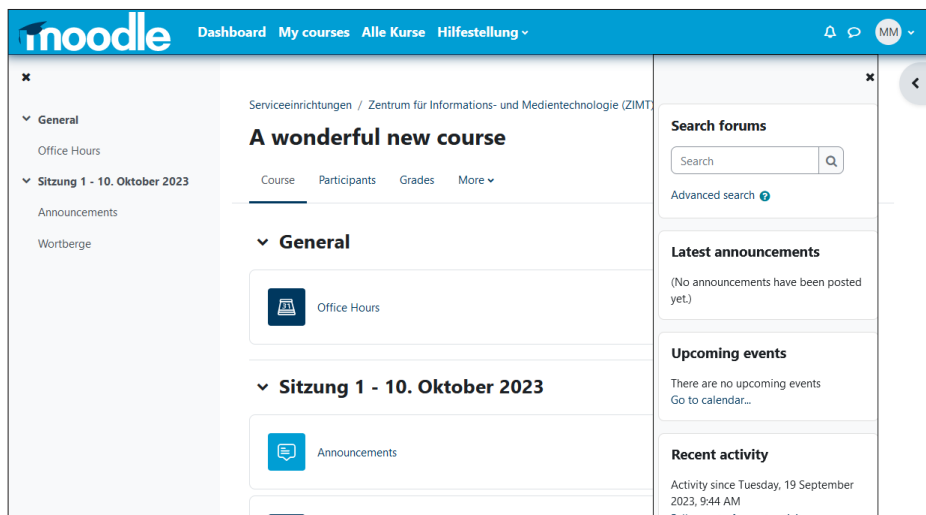 moodle
Dashboard My courses Alle Kurse Hilfestellung
MM
General
Office Hours
Sitzung 1 - 10. Oktober 2023
Announcements
Wortberge
Serviceeinrichtungen / Zentrum für Informations- und Medientechnologie (ZIMT)
A wonderful new course
Course Participants Grades More
General
Office Hours
Sitzung 1 - 10. Oktober 2023
Announcements
Search forums
Search
Advanced search
Latest announcements
(No announcements have been posted
yet.)
Upcoming events
There are no upcoming events
Go to calendar...
Recent activity
Activity since Tuesday, 19 September
2023, 9:44 AM